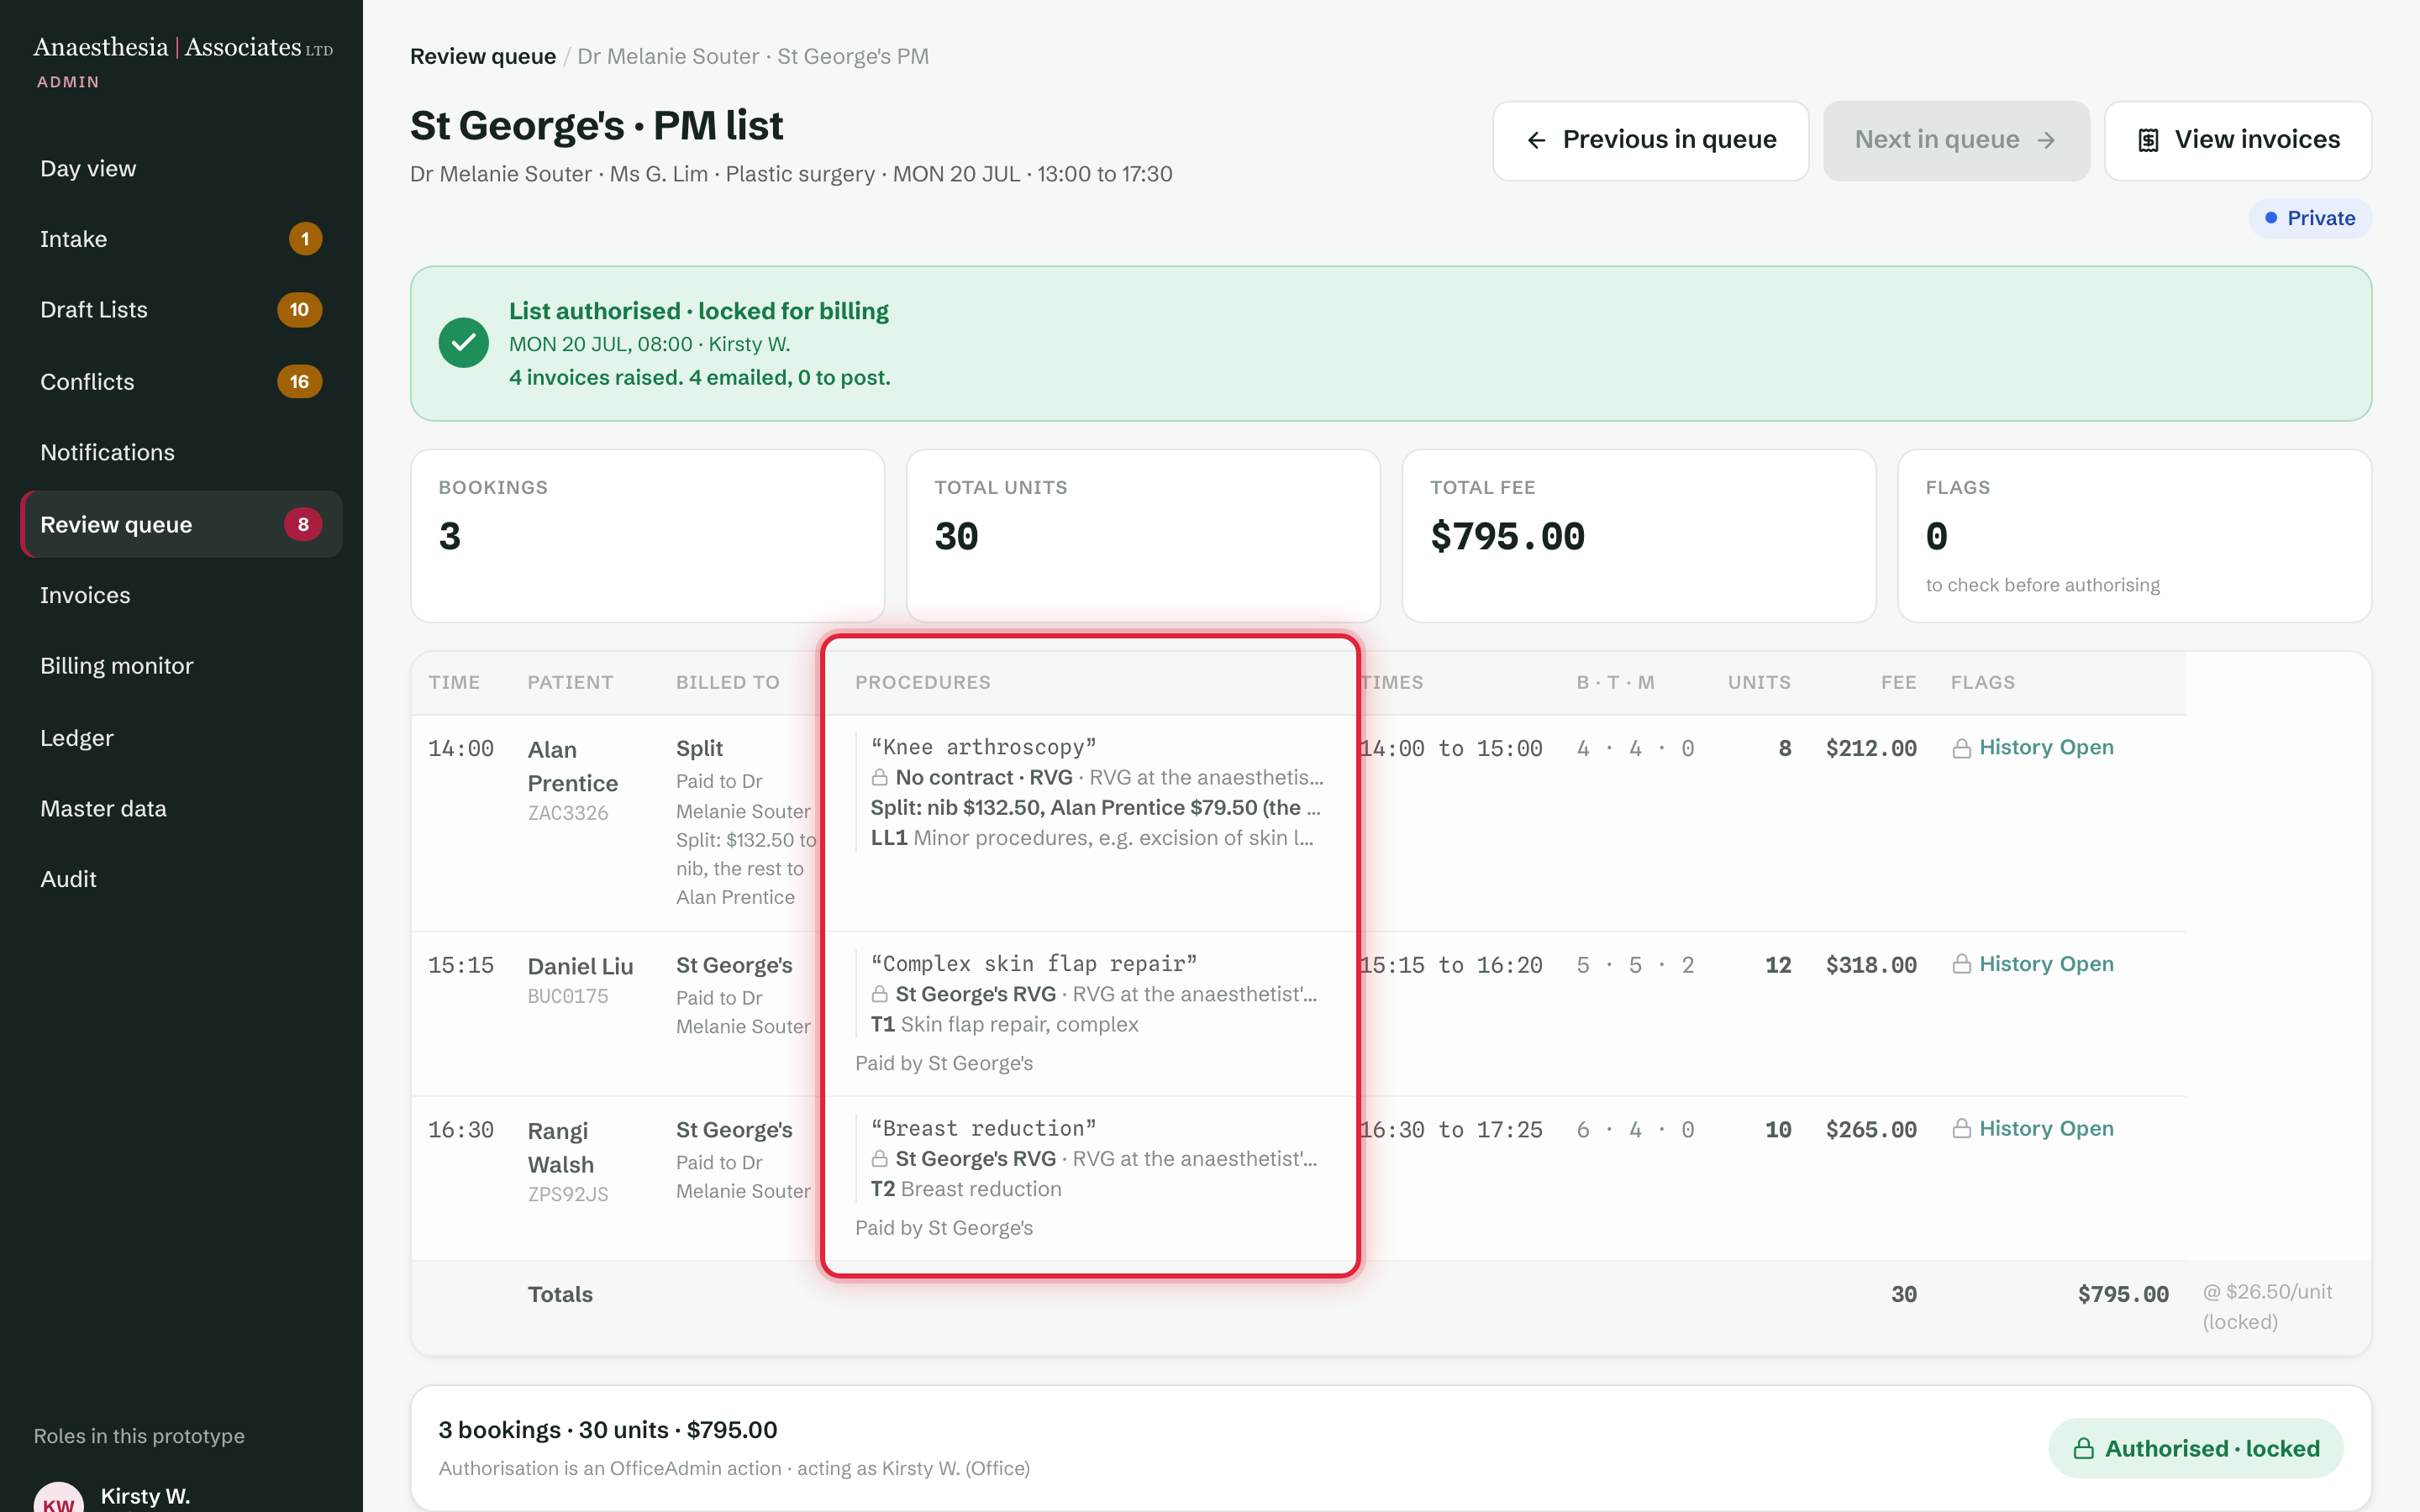 Anaesthesia | Associates LTD
ADMIN
Day view
Intake 1
Draft Lists 10
Conflicts 16
Notifications
Review queue 8
Invoices
Billing monitor
Ledger
Master data
Audit
Roles in this prototype
KW Kirsty W.
Review queue / Dr Melanie Souter · St George's PM
St George's · PM list
Dr Melanie Souter · Ms G. Lim · Plastic surgery · MON 20 JUL · 13:00 to 17:30
← Previous in queue
Next in queue →
View invoices
Private
List authorised · locked for billing
MON 20 JUL, 08:00 · Kirsty W.
4 invoices raised. 4 emailed, 0 to post.
BOOKINGS
3
TOTAL UNITS
30
TOTAL FEE
$795.00
FLAGS
0
to check before authorising
TIME PATIENT BILLED TO PROCEDURES TIMES B · T · M UNITS FEE FLAGS
14:00
Alan
Prentice
ZAC3326
Split
Paid to Dr
Melanie Souter
Split: $132.50 to
nib, the rest to
Alan Prentice
“Knee arthroscopy”
No contract · RVG · RVG at the anaesthetis...
Split: nib $132.50, Alan Prentice $79.50 (the ...
LL1 Minor procedures, e.g. excision of skin l...
14:00 to 15:00 4 · 4 · 0 8 $212.00 History Open
15:15
Daniel Liu
BUC0175
St George's
Paid to Dr
Melanie Souter
“Complex skin flap repair”
St George's RVG · RVG at the anaesthetist'...
T1 Skin flap repair, complex
Paid by St George's
15:15 to 16:20 5 · 5 · 2 12 $318.00 History Open
16:30
Rangi
Walsh
ZPS92JS
St George's
Paid to Dr
Melanie Souter
“Breast reduction”
St George's RVG · RVG at the anaesthetist'...
T2 Breast reduction
Paid by St George's
16:30 to 17:25 6 · 4 · 0 10 $265.00 History Open
Totals 30 $795.00 @ $26.50/unit
(locked)
3 bookings · 30 units · $795.00
Authorisation is an OfficeAdmin action · acting as Kirsty W. (Office)
Authorised · locked